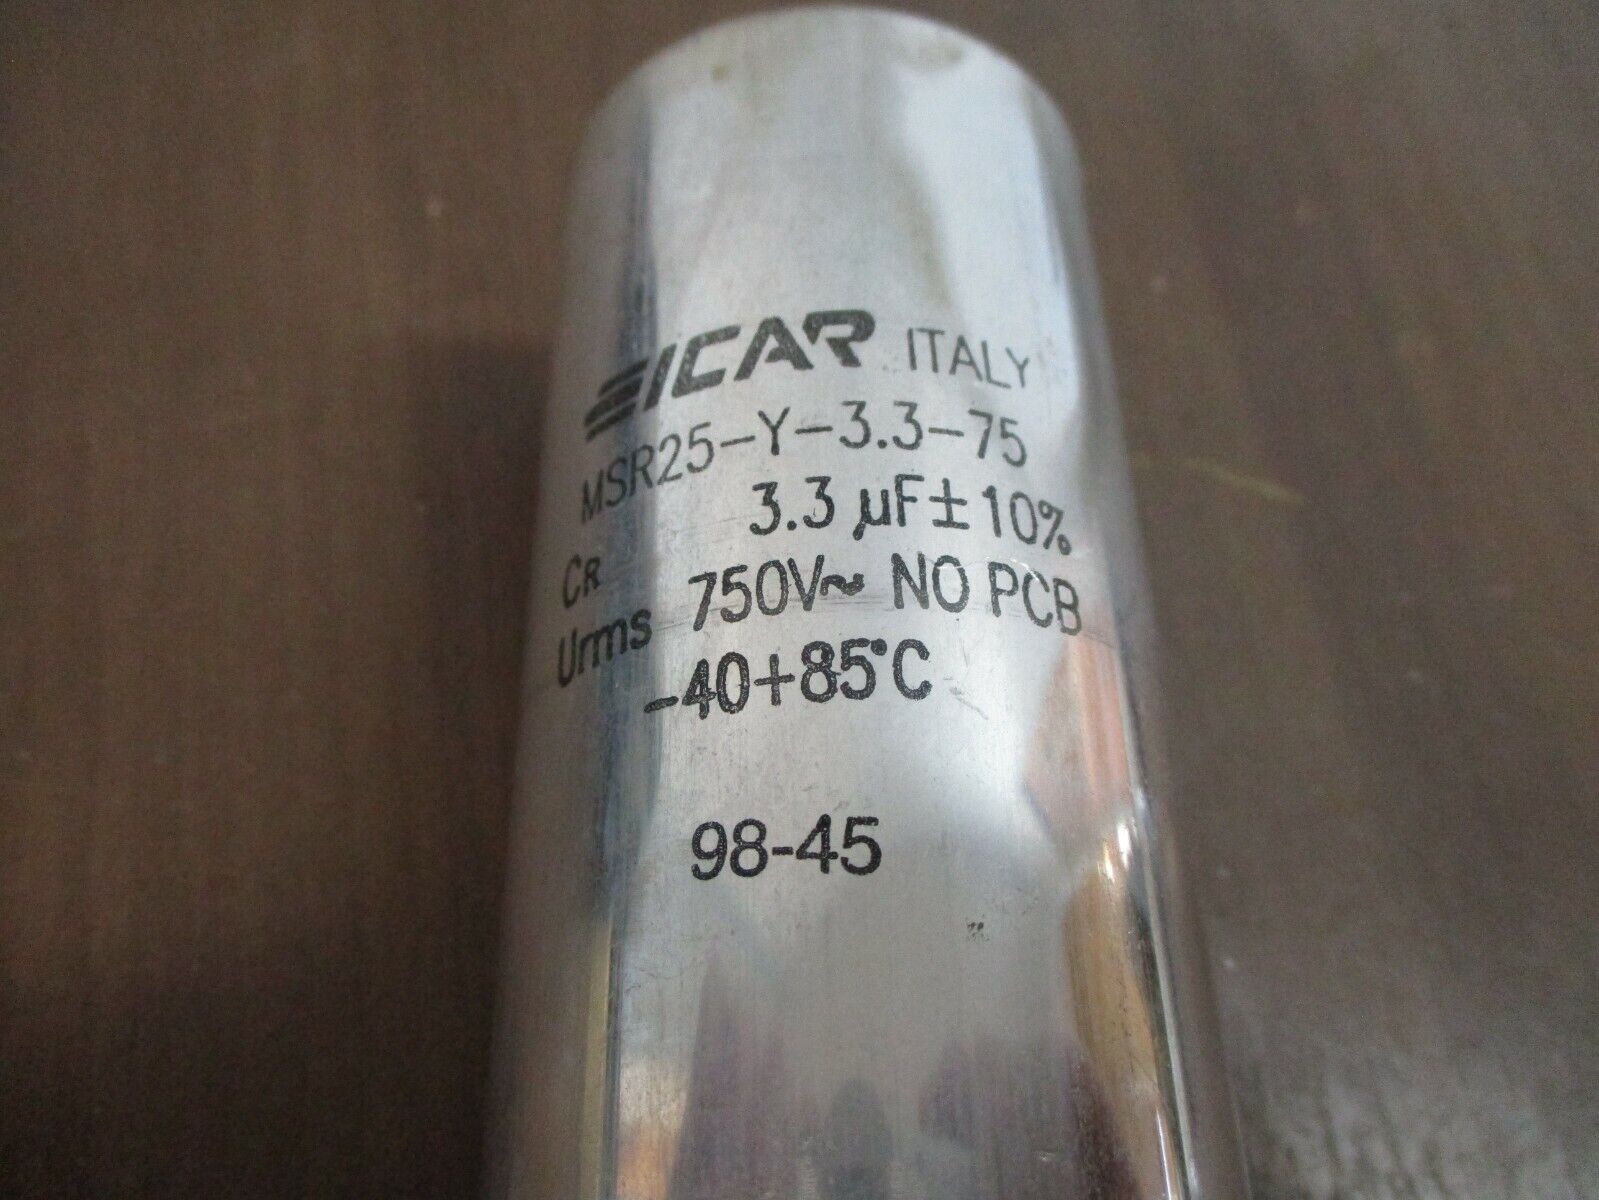 ICAR ITALY
MSR25-Y-3.3-75
CR 3.3 µF ± 10%
Urms 750V~ NO PCB
-40+85°C
98-45